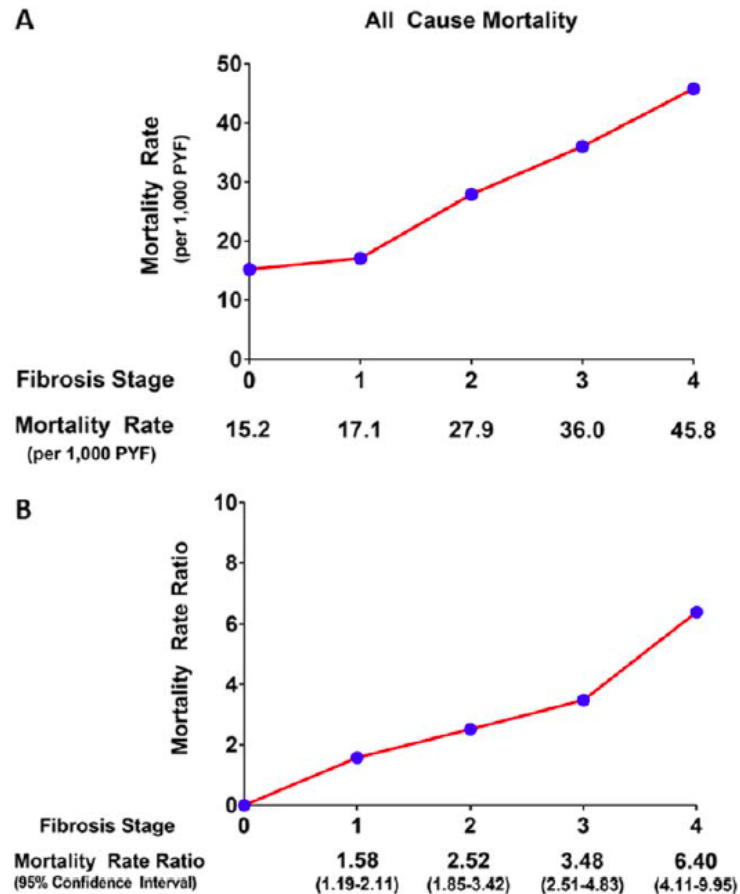 A
All Cause Mortality
Mortality Rate
(per 1,000 PYF)
50
40
30
20
10
0
0 1 2 3 4
Fibrosis Stage
Mortality Rate 15.2 17.1 27.9 36.0 45.8
(per 1,000 PYF)
B
Mortality Rate Ratio
10
8
6
4
2
0
Fibrosis Stage 0 1 2 3 4
Mortality Rate Ratio 1.58 2.52 3.48 6.40
(95% Confidence Interval) (1.19-2.11) (1.85-3.42) (2.51-4.83) (4.11-9.95)